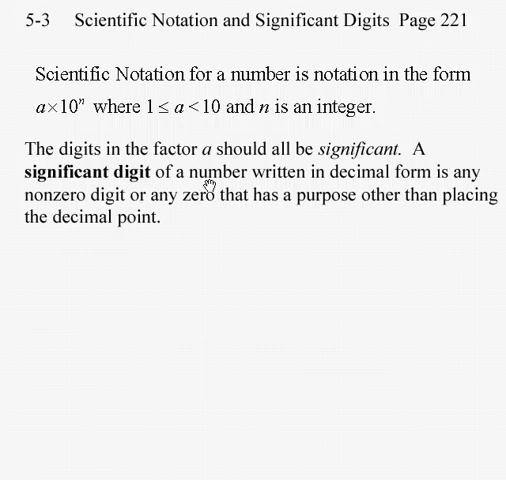 5-3 Scientific Notation and Significant Digits Page 221
Scientific Notation for a number is notation in the form
a×10ⁿ where 1 ≤ a < 10 and n is an integer.
The digits in the factor a should all be significant. A
significant digit of a number written in decimal form is any
nonzero digit or any zero that has a purpose other than placing
the decimal point.